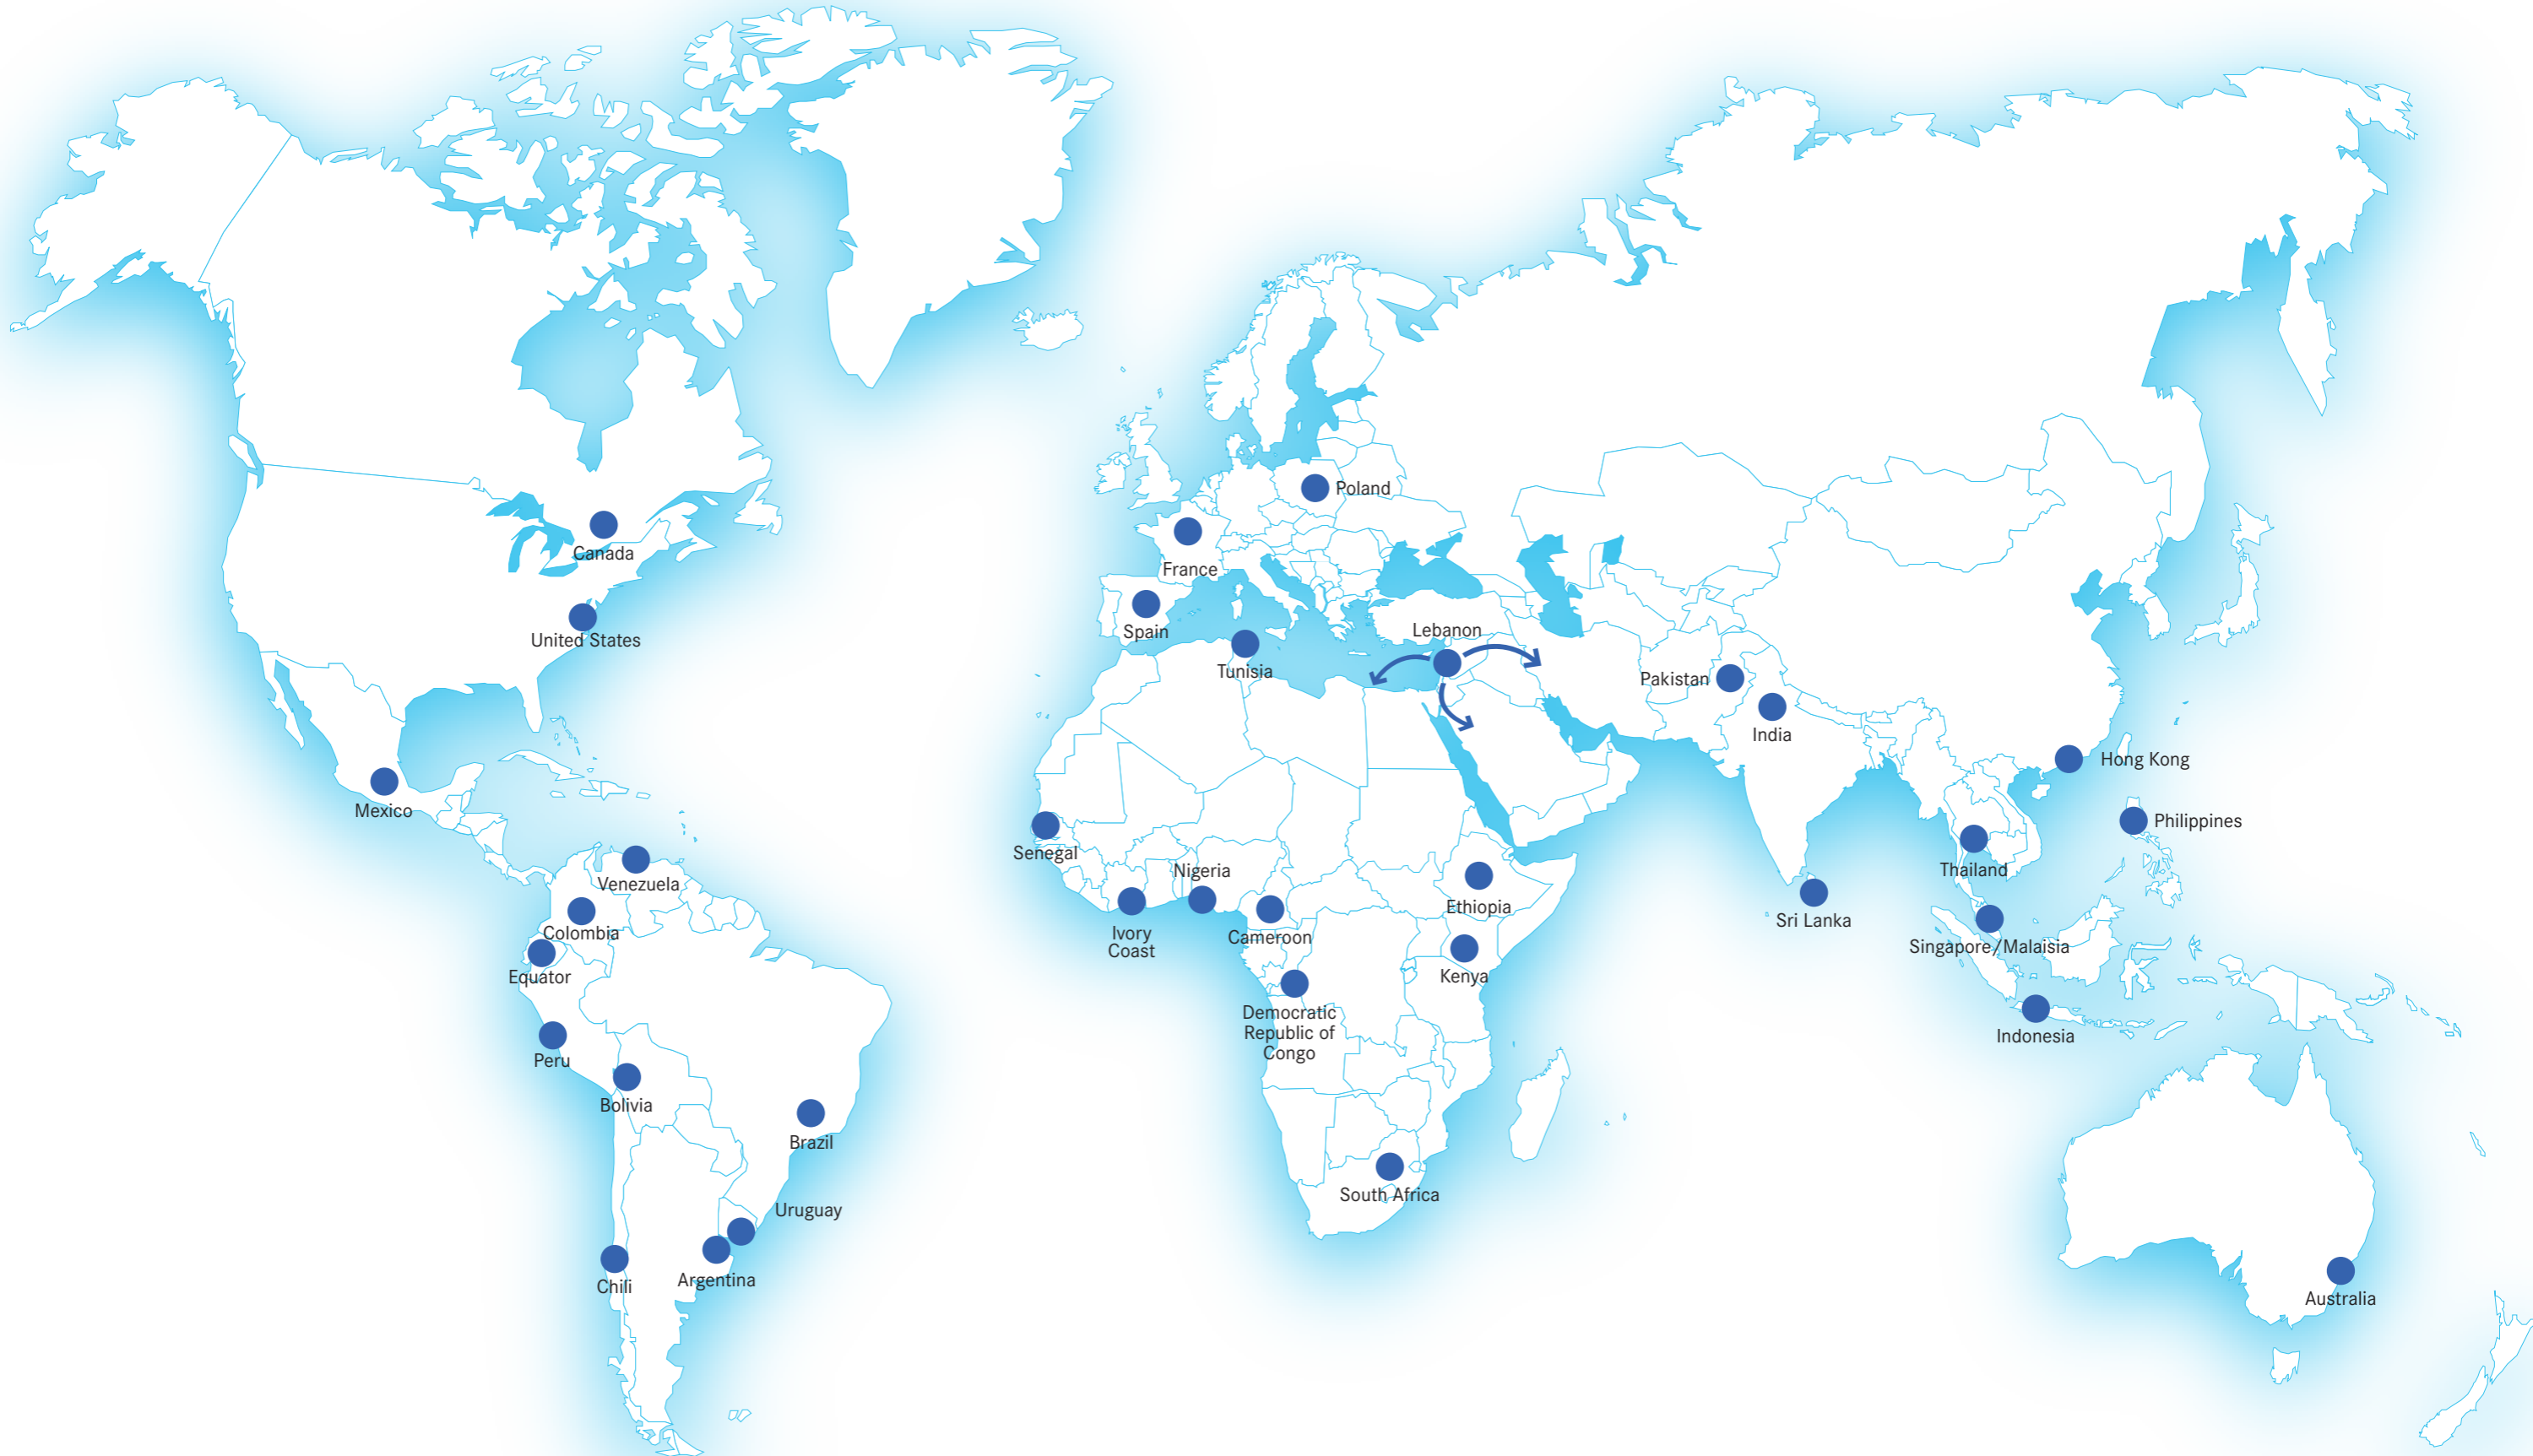 Poland
Canada
France
Spain
Lebanon
United States
Tunisia
Pakistan
India
Hong Kong
Mexico
Philippines
Senegal
Nigeria
Thailand
Venezuela
Ethiopia
Sri Lanka
Colombia
Ivory
Coast
Cameroon
Singapore/Malaisia
Equator
Kenya
Democratic
Republic of
Congo
Indonesia
Peru
Bolivia
Brazil
South Africa
Uruguay
Argentina
Chili
Australia